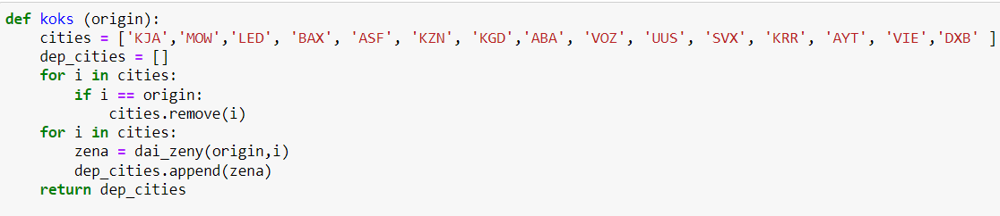 def koks (origin):
    cities = ['KJA','MOW','LED', 'BAX', 'ASF', 'KZN', 'KGD','ABA', 'VOZ', 'UUS', 'SVX', 'KRR', 'AYT', 'VIE','DXB' ]
    dep_cities = []
    for i in cities:
        if i == origin:
            cities.remove(i)
    for i in cities:
        zena = dai_zeny(origin,i)
        dep_cities.append(zena)
    return dep_cities